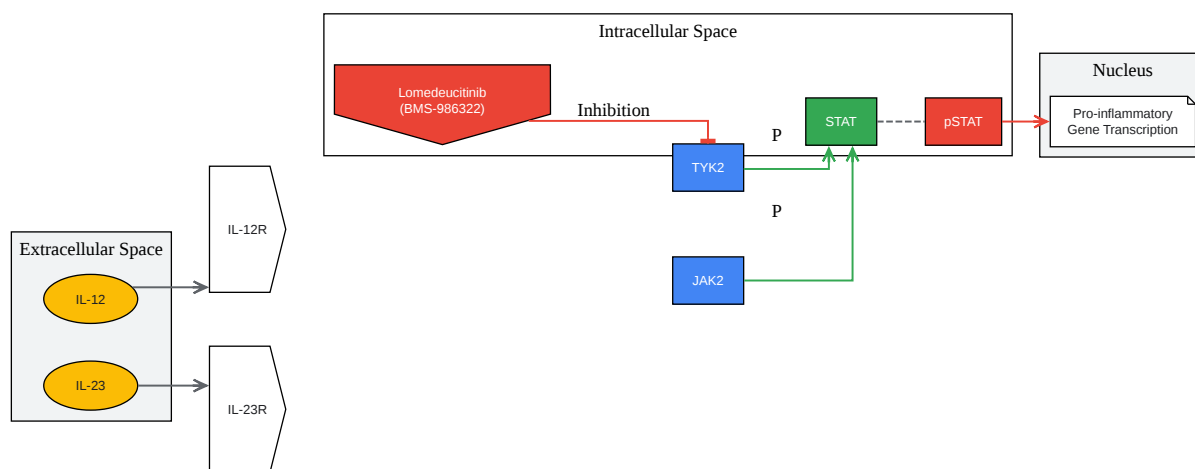 Intracellular Space
Lomedeucitinib
(BMS-986322)
Inhibition
P
STAT
pSTAT
Nucleus
Pro-inflammatory
Gene Transcription
TYK2
P
JAK2
IL-12R
Extracellular Space
IL-12
IL-23
IL-23R